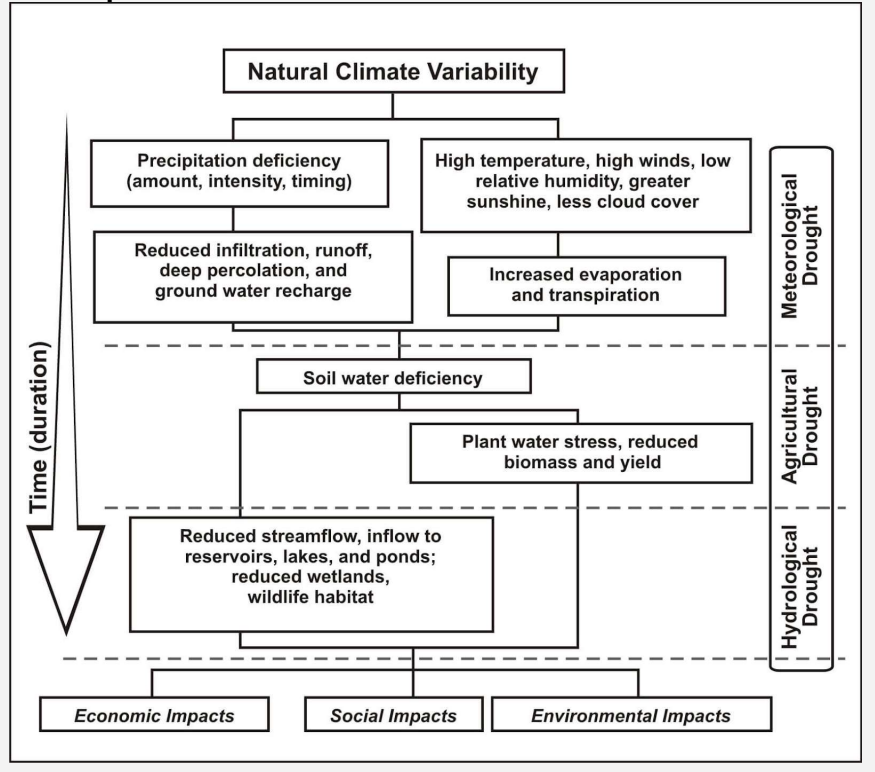 Natural Climate Variability
Precipitation deficiency
(amount, intensity, timing)
High temperature, high winds, low
relative humidity, greater
sunshine, less cloud cover
Reduced infiltration, runoff,
deep percolation, and
ground water recharge
Increased evaporation
and transpiration
Meteorological
Drought
Time (duration)
Soil water deficiency
Plant water stress, reduced
biomass and yield
Agricultural
Drought
Reduced streamflow, inflow to
reservoirs, lakes, and ponds;
reduced wetlands,
wildlife habitat
Hydrological
Drought
Economic Impacts
Social Impacts
Environmental Impacts